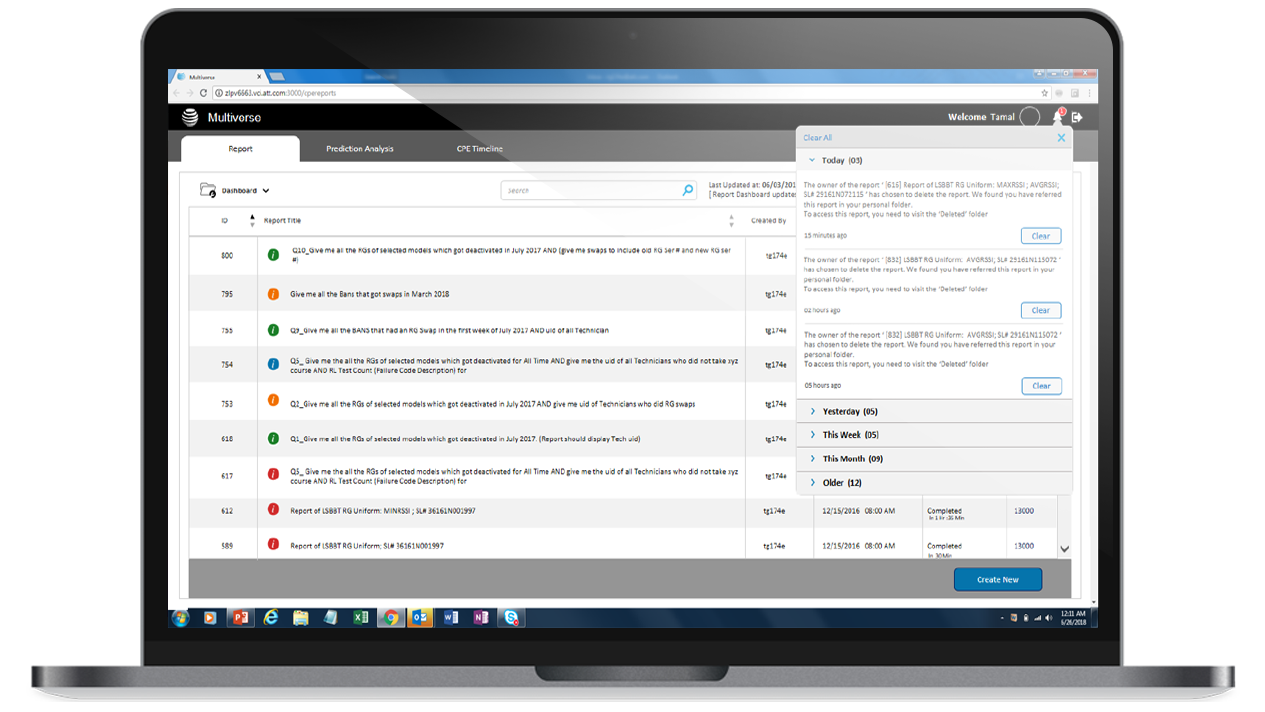 Multiverse
zlpv6663.vci.att.com:3000/cpereports
Multiverse
Welcome Tamal
Report
Prediction Analysis
CPE Timeline
Dashboard
search
Last Updated at: 06/03/201
[ Report Dashboard updates
ID
Report Title
Created By
800
Q10_Give me all the RGs of selected models which got deactivated in July 2017 AND (give me swaps to include old RG ser # and new RG ser
#)
tg174e
795
Give me all the Bans that got swaps in March 2018
tg174e
755
Q9_Give me all the BANS that had an RG Swap in the first week of July 2017 AND uid of all Technician
tg174e
754
Q5_ Give me the all the RGs of selected models which got deactivated for All Time AND give me the uid of all Technicians who did not take xyz
course AND RL Test Count (Failure Code Description) for
tg174e
753
Q2_Give me all the RGs of selected models which got deactivated in July 2017 AND give me uid of Technicians who did RG swaps
tg174e
618
Q1_Give me all the RGs of selected models which got deactivated in July 2017. (Report should display Tech uid)
tg174e
617
Q5_ Give me the all the RGs of selected models which got deactivated for All Time AND give me the uid of all Technicians who did not take xyz
course AND RL Test Count (Failure Code Description) for
tg174e
612
Report of LSBBT RG Uniform: MINRSSI ; SL# 36161N001997
tg174e
12/15/2016 08:00 AM
Completed
In 1 Hr :35 Min
13000
589
Report of LSBBT RG Uniform; SL# 36161N001997
tg174e
12/15/2016 08:00 AM
Completed
In 30Min
13000
Create New
Clear All
Today (03)
The owner of the report ' [615] Report of LSBBT RG Uniform: MAXRSSI ; AVGRSSI;
SL# 29161N072115 ' has chosen to delete the report. We found you have referred
this report in your personal folder.
To access this report, you need to visit the 'Deleted' folder
15 minutes ago
Clear
The owner of the report ' [832] LSBBT RG Uniform: AVGRSSI; SL# 29161N115072 '
has chosen to delete the report. We found you have referred this report in your
personal folder.
To access this report, you need to visit the 'Deleted' folder
02 hours ago
Clear
The owner of the report ' [832] LSBBT RG Uniform: AVGRSSI; SL# 29161N115072 '
has chosen to delete the report. We found you have referred this report in your
personal folder.
To access this report, you need to visit the 'Deleted' folder
05 hours ago
Clear
Yesterday (05)
This Week (05)
This Month (09)
Older (12)
12:11 AM
6/26/2018